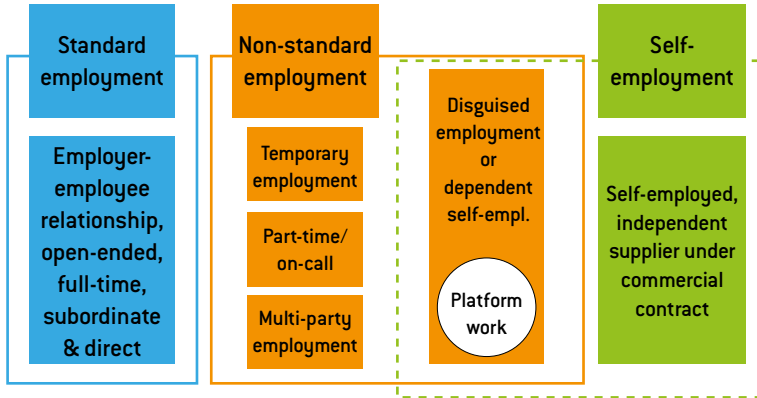 Standard
employment
Employer-
employee
relationship,
open-ended,
full-time,
subordinate
& direct
Non-standard
employment
Temporary
employment
Part-time/
on-call
Multi-party
employment
Disguised
employment
or
dependent
self-empl.
Platform
work
Self-
employment
Self-employed,
independent
supplier under
commercial
contract